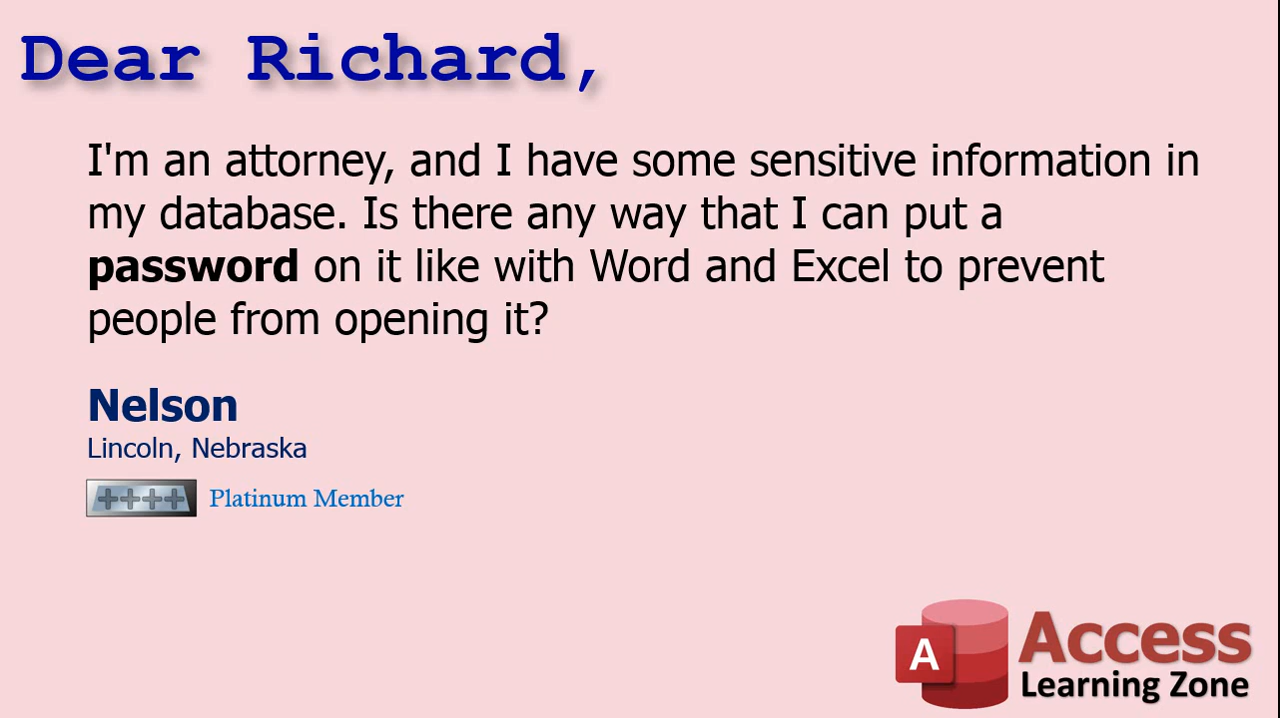 Dear Richard,
I'm an attorney, and I have some sensitive information in
my database. Is there any way that I can put a
password on it like with Word and Excel to prevent
people from opening it?
Nelson
Lincoln, Nebraska
++++ Platinum Member
A Access
Learning Zone